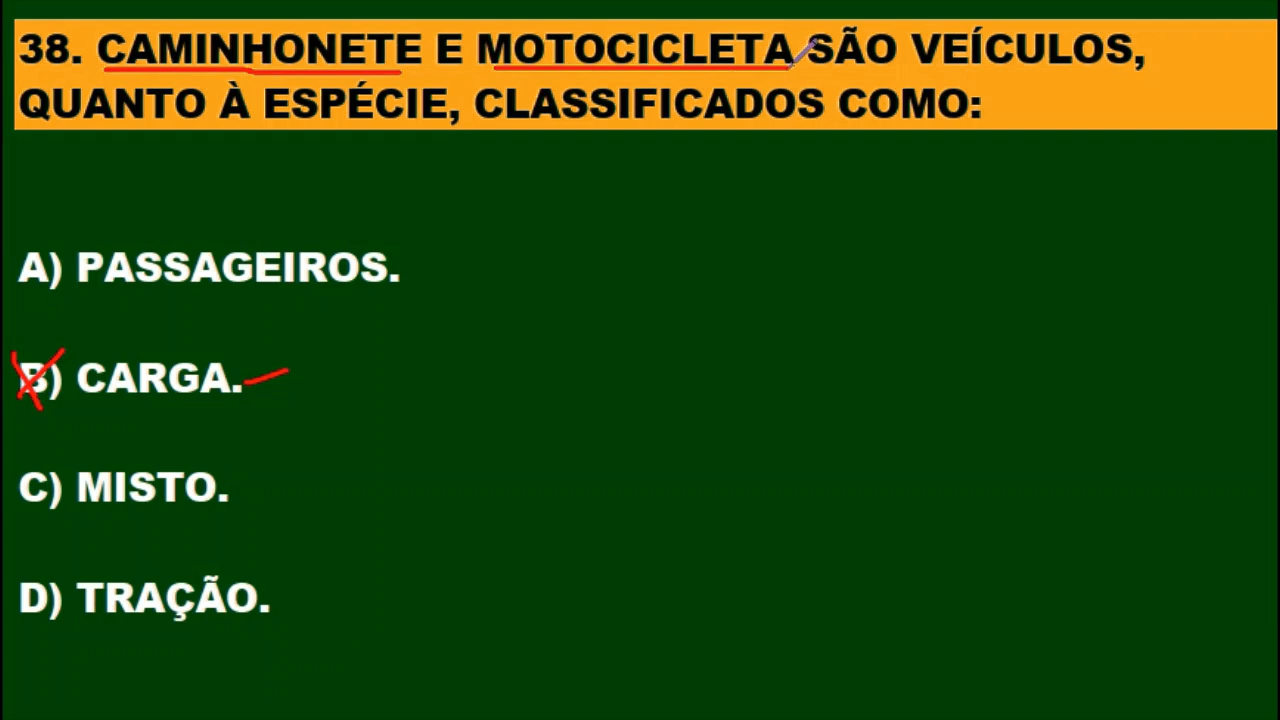 38. CAMINHONETE E MOTOCICLETA SÃO VEÍCULOS,
QUANTO À ESPÉCIE, CLASSIFICADOS COMO:
A) PASSAGEIROS.
B) CARGA.
C) MISTO.
D) TRAÇÃO.